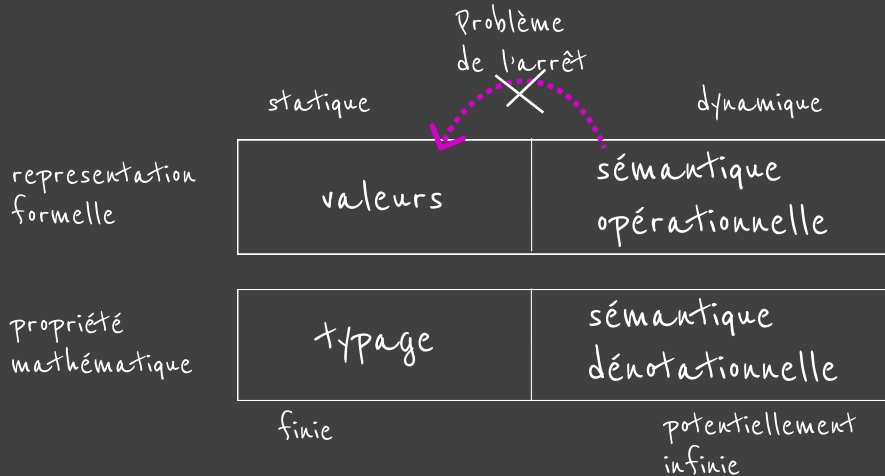 Problème
de l'arrêt
statique
dynamique
representation
formelle
valeurs
sémantique
opérationnelle
propriété
mathématique
typage
sémantique
dénotationnelle
finie
potentiellement
infinie